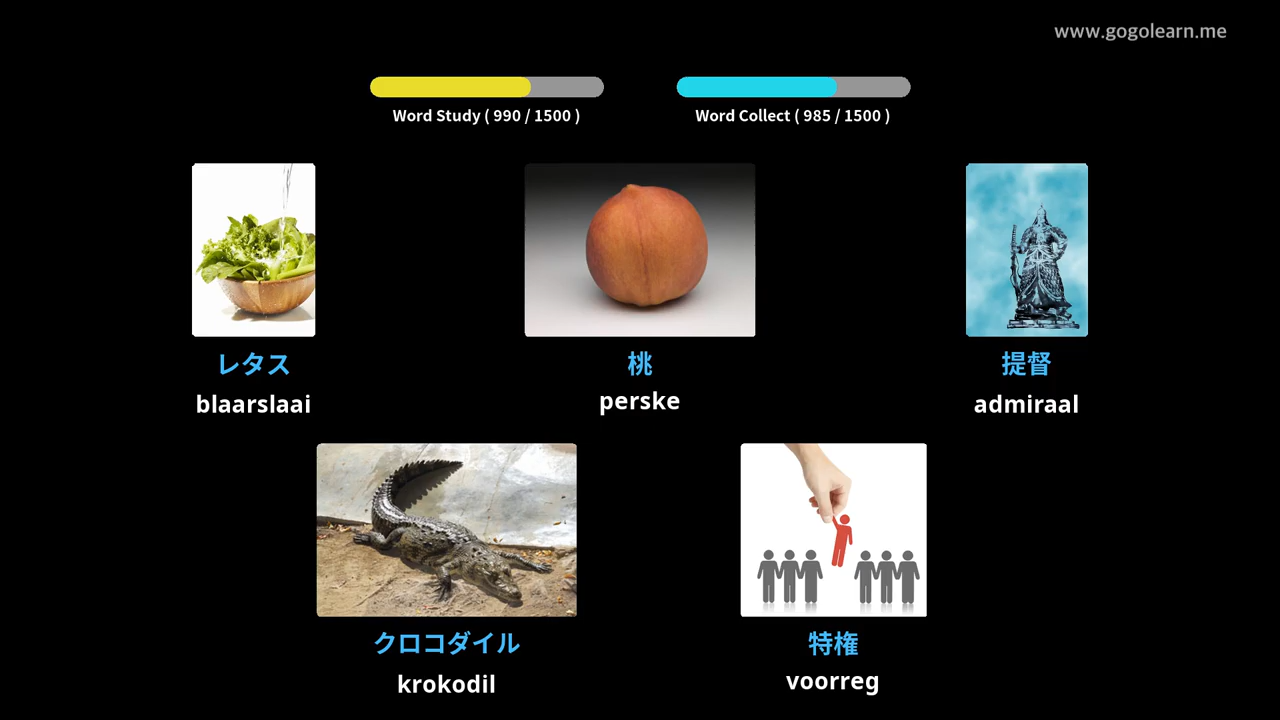 www.gogolearn.me
Word Study ( 990 / 1500 )
Word Collect ( 985 / 1500 )
レタス
blaarslaai
桃
perske
提督
admiraal
クロコダイル
krokodil
特権
voorreg